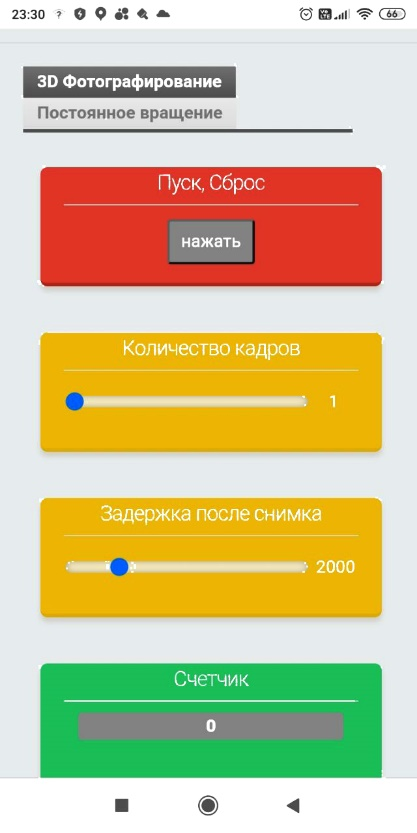 23:30
VoLTE 66
3D Фотографирование
Постоянное вращение
Пуск, Сброс
нажать
Количество кадров
1
Задержка после снимка
2000
Счетчик
0